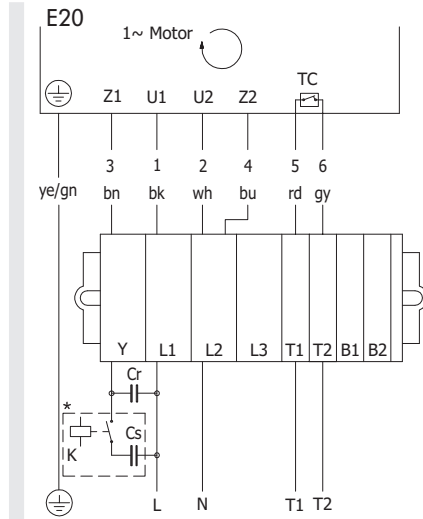 E20
1~ Motor
TC
Z1 U1 U2 Z2
3 1 2 4 5 6
ye/gn bn bk wh bu rd gy
Y L1 L2 L3 T1 T2 B1 B2
Cr
*
K Cs
L N T1 T2